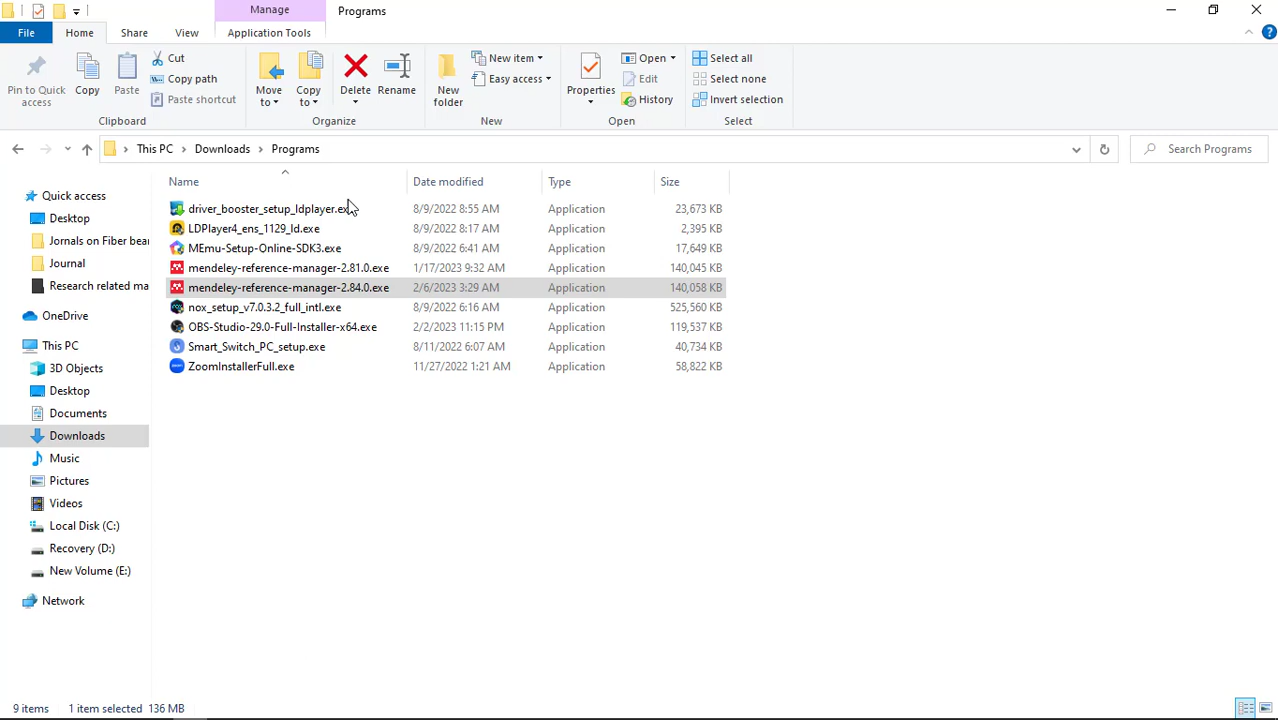 Manage
Programs
File
Home
Share
View
Application Tools
Pin to Quick access
Copy
Paste
Cut
Copy path
Paste shortcut
Clipboard
Move to
Copy to
Delete
Rename
Organize
New folder
New item
Easy access
New
Properties
Open
Edit
History
Open
Select all
Select none
Invert selection
Select
This PC
Downloads
Programs
Search Programs
Name
Date modified
Type
Size
Quick access
Desktop
Jornals on Fiber bear
Journal
Research related ma
OneDrive
This PC
3D Objects
Desktop
Documents
Downloads
Music
Pictures
Videos
Local Disk (C:)
Recovery (D:)
New Volume (E:)
Network
driver_booster_setup_ldplayer.exe 8/9/2022 8:55 AM Application 23,673 KB
LDPlayer4_ens_1129_ld.exe 8/9/2022 8:17 AM Application 2,395 KB
MEmu-Setup-Online-SDK3.exe 8/9/2022 6:41 AM Application 17,649 KB
mendeley-reference-manager-2.81.0.exe 1/17/2023 9:32 AM Application 140,045 KB
mendeley-reference-manager-2.84.0.exe 2/6/2023 3:29 AM Application 140,058 KB
nox_setup_v7.0.3.2_full_intl.exe 8/9/2022 6:16 AM Application 525,560 KB
OBS-Studio-29.0-Full-Installer-x64.exe 2/2/2023 11:15 PM Application 119,537 KB
Smart_Switch_PC_setup.exe 8/11/2022 6:07 AM Application 40,734 KB
ZoomInstallerFull.exe 11/27/2022 1:21 AM Application 58,822 KB
9 items
1 item selected 136 MB